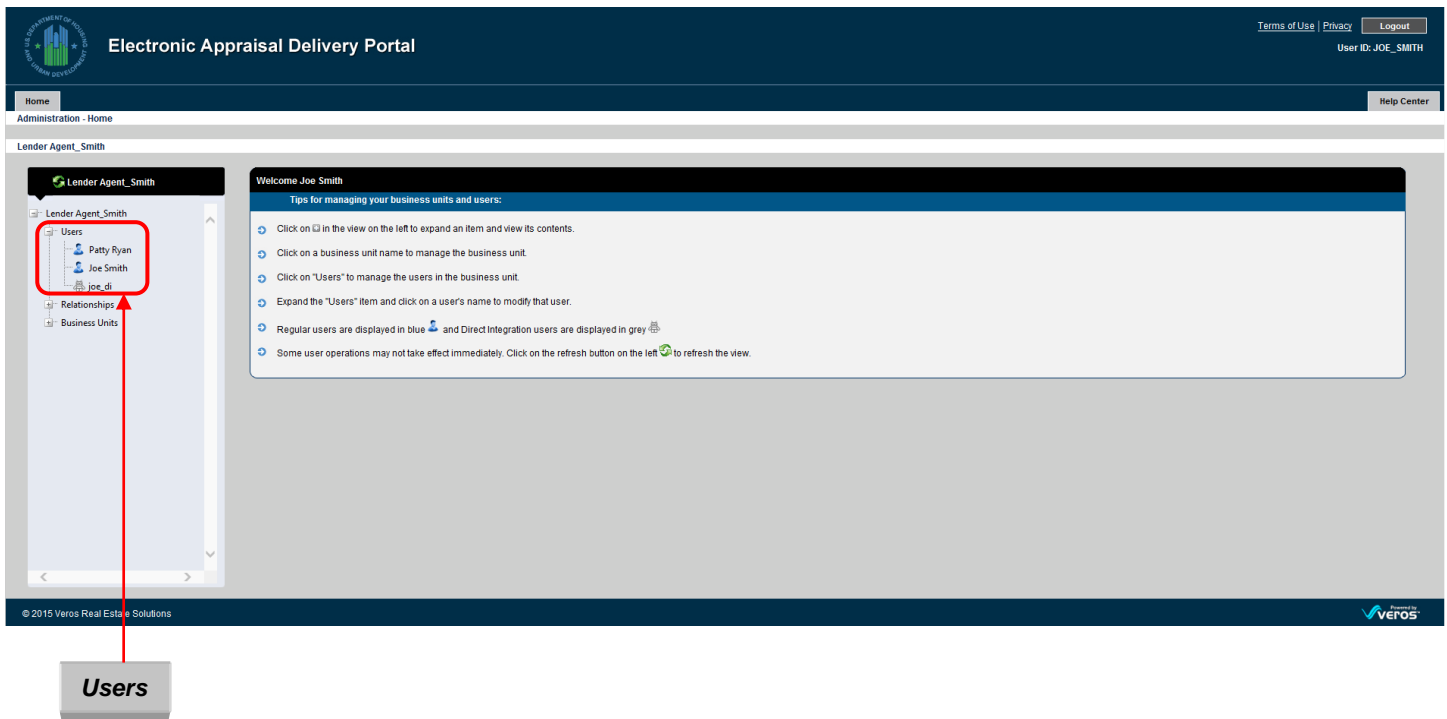 U.S. DEPARTMENT OF HOUSING AND URBAN DEVELOPMENT
Electronic Appraisal Delivery Portal
Terms of Use | Privacy
Logout
User ID: JOE_SMITH
Home
Help Center
Administration - Home
Lender Agent_Smith
Lender Agent_Smith
Lender Agent_Smith
Users
Patty Ryan
Joe Smith
joe_di
Relationships
Business Units
Welcome Joe Smith
Tips for managing your business units and users:
Click on in the view on the left to expand an item and view its contents.
Click on a business unit name to manage the business unit.
Click on "Users" to manage the users in the business unit.
Expand the "Users" item and click on a user's name to modify that user.
Regular users are displayed in blue and Direct Integration users are displayed in grey
Some user operations may not take effect immediately. Click on the refresh button on the left to refresh the view.
© 2015 Veros Real Estate Solutions
Powered by
veros
Users